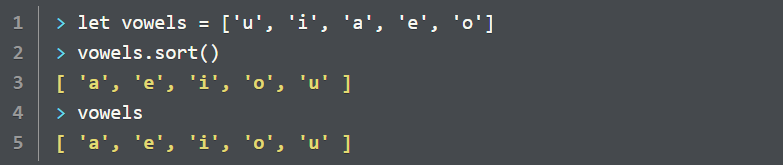 1 > let vowels = ['u', 'i', 'a', 'e', 'o']
2 > vowels.sort()
3 [ 'a', 'e', 'i', 'o', 'u' ]
4 > vowels
5 [ 'a', 'e', 'i', 'o', 'u' ]